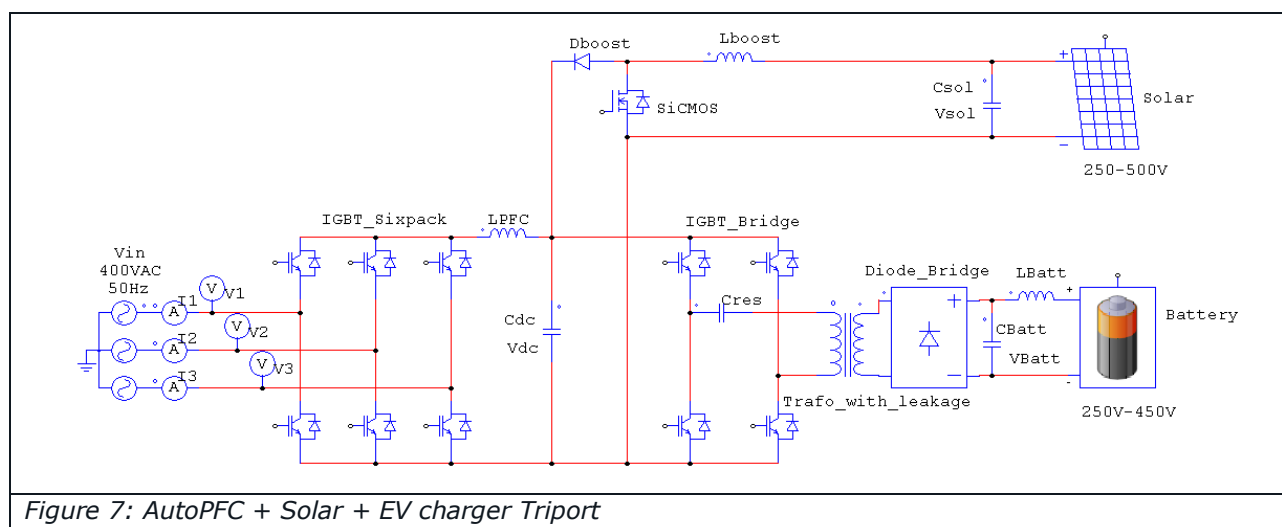 Dboost
Lboost
+
Csol
Vsol
Solar
SiCMOS
−
250-500V
IGBT_Sixpack
LPFC
IGBT_Bridge
Vin
400VAC
50Hz
I1
V
V1
A
I2
V
V2
A
I3
V
V3
A
Cdc
Vdc
Cres
Diode_Bridge
LBatt
+
+
CBatt
Battery
VBatt
−
-
Trafo_with_leakage
250V-450V
Figure 7: AutoPFC + Solar + EV charger Triport